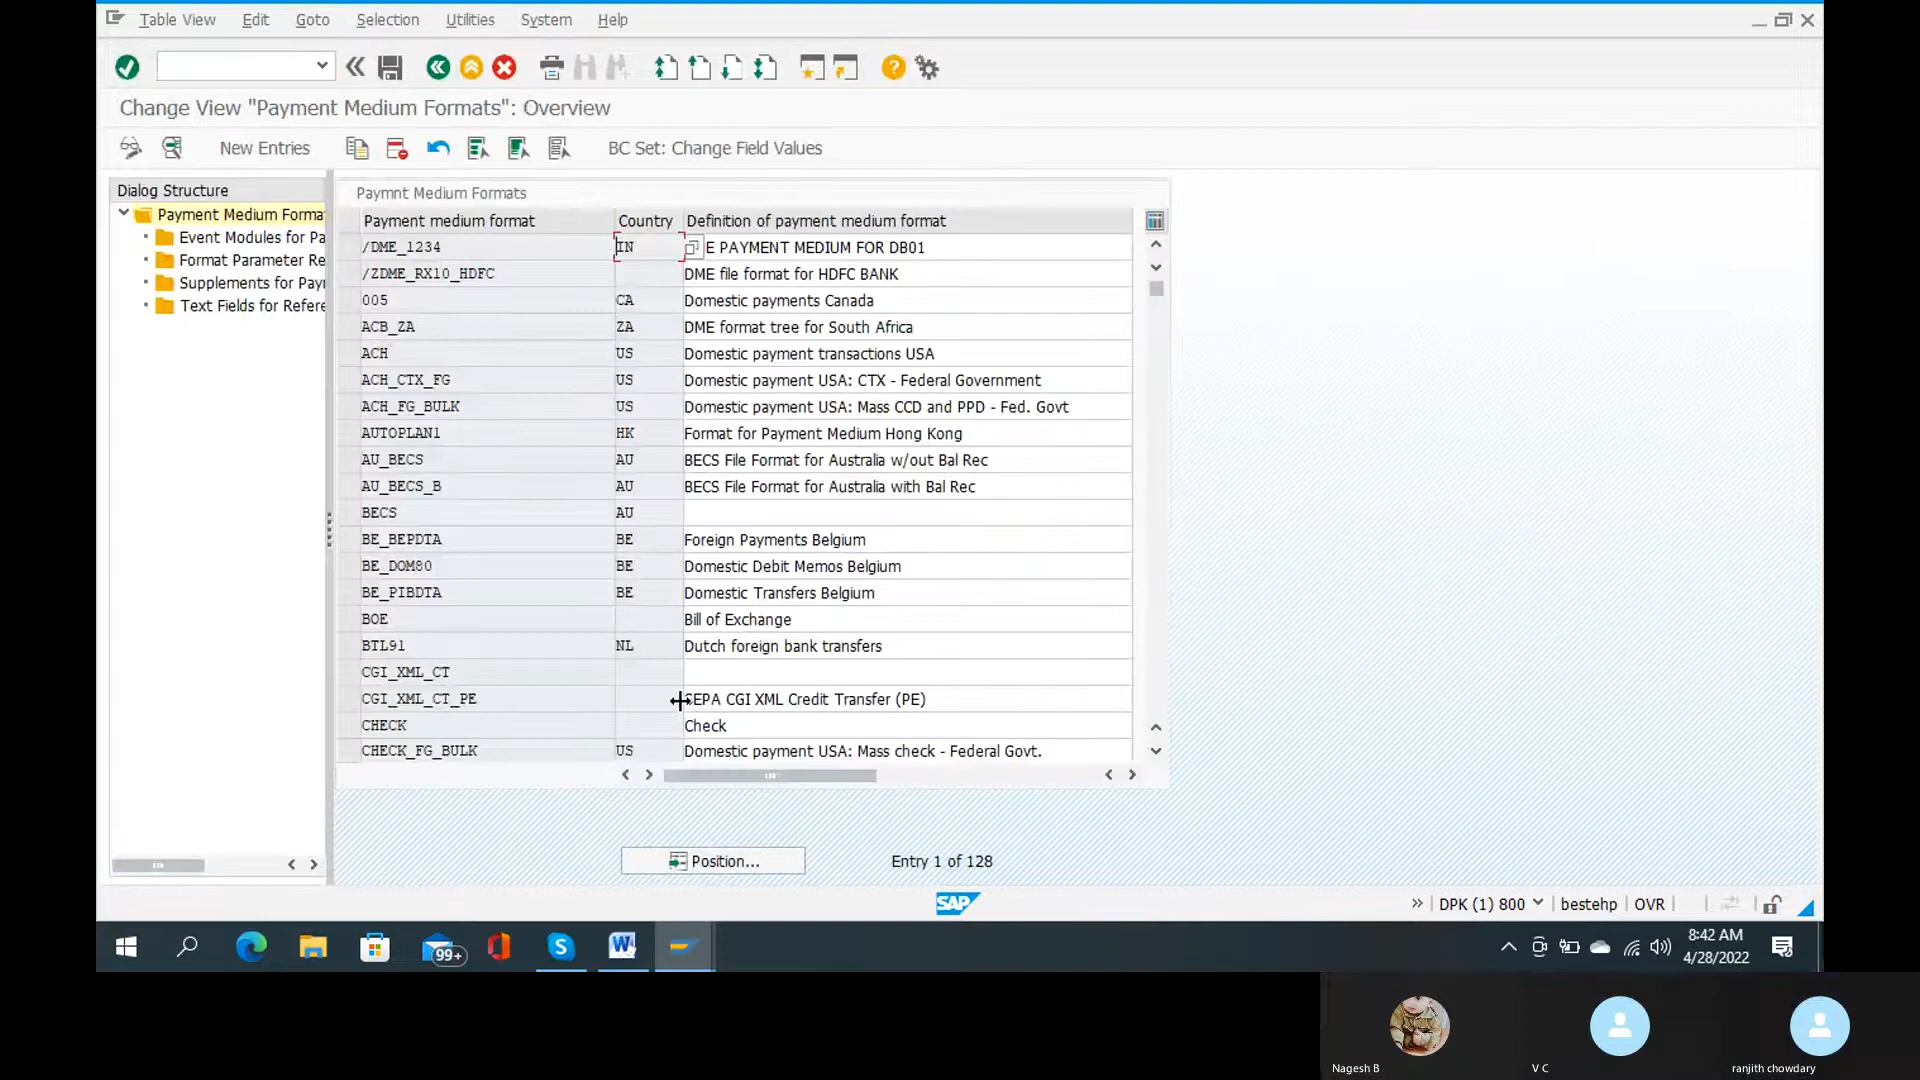 Table View Edit Goto Selection Utilities System Help
Change View "Payment Medium Formats": Overview
New Entries BC Set: Change Field Values
Dialog Structure
Payment Medium Forma
Event Modules for Pa
Format Parameter Re
Supplements for Payr
Text Fields for Refere
Paymnt Medium Formats
Payment medium format Country Definition of payment medium format
/DME_1234 IN E PAYMENT MEDIUM FOR DB01
/ZDME_RX10_HDFC DME file format for HDFC BANK
005 CA Domestic payments Canada
ACB_ZA ZA DME format tree for South Africa
ACH US Domestic payment transactions USA
ACH_CTX_FG US Domestic payment USA: CTX - Federal Government
ACH_FG_BULK US Domestic payment USA: Mass CCD and PPD - Fed. Govt
AUTOPLAN1 HK Format for Payment Medium Hong Kong
AU_BECS AU BECS File Format for Australia w/out Bal Rec
AU_BECS_B AU BECS File Format for Australia with Bal Rec
BECS AU
BE_BEPDTA BE Foreign Payments Belgium
BE_DOM80 BE Domestic Debit Memos Belgium
BE_PIBDTA BE Domestic Transfers Belgium
BOE Bill of Exchange
BTL91 NL Dutch foreign bank transfers
CGI_XML_CT
CGI_XML_CT_PE SEPA CGI XML Credit Transfer (PE)
CHECK Check
CHECK_FG_BULK US Domestic payment USA: Mass check - Federal Govt.
Position... Entry 1 of 128
SAP
DPK (1) 800 bestehp OVR
99+
8:42 AM
4/28/2022
Nagesh B V C ranjith chowdary